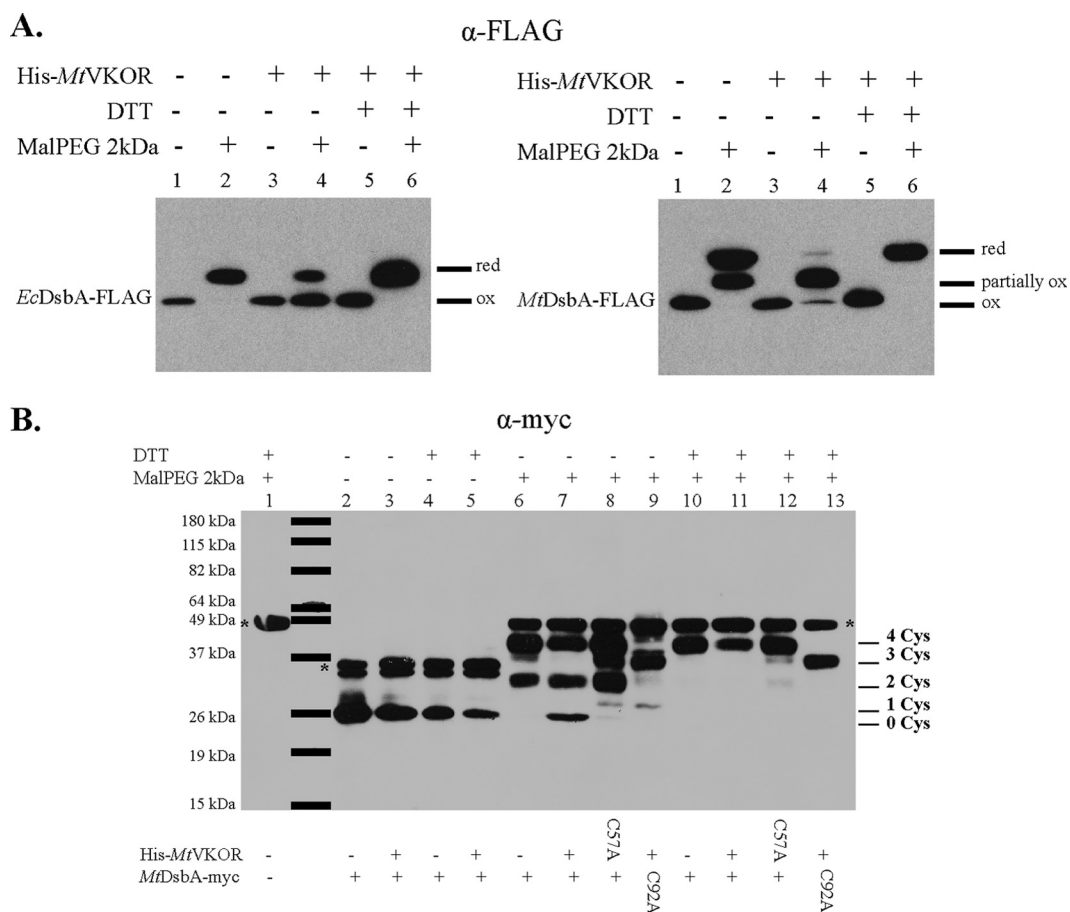 A.
α-FLAG
His-MtVKOR - - + + + +
DTT - - - - + +
MalPEG 2kDa - + - + - +
1 2 3 4 5 6
EcDsbA-FLAG
red
ox
His-MtVKOR - - + + + +
DTT - - - - + +
MalPEG 2kDa - + - + - +
1 2 3 4 5 6
MtDsbA-FLAG
red
partially ox
ox
B.
α-myc
DTT + - - + + - - - - + + + +
MalPEG 2kDa + - - - - + + + + + + + +
1 2 3 4 5 6 7 8 9 10 11 12 13
180 kDa
115 kDa
82 kDa
64 kDa
* 49 kDa *
37 kDa
*
26 kDa
19 kDa
15 kDa
4 Cys
3 Cys
2 Cys
1 Cys
0 Cys
His-MtVKOR - - + - + - + C57A + - + C57A +
MtDsbA-myc - + + + + + + + C92A + + + C92A